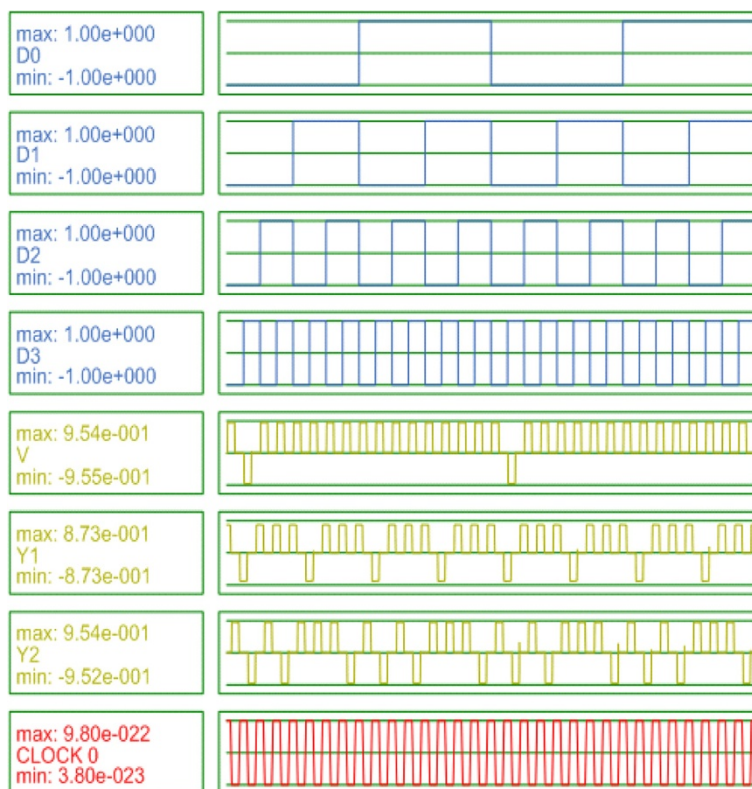 max: 1.00e+000
D0
min: -1.00e+000
max: 1.00e+000
D1
min: -1.00e+000
max: 1.00e+000
D2
min: -1.00e+000
max: 1.00e+000
D3
min: -1.00e+000
max: 9.54e-001
V
min: -9.55e-001
max: 8.73e-001
Y1
min: -8.73e-001
max: 9.54e-001
Y2
min: -9.52e-001
max: 9.80e-022
CLOCK 0
min: 3.80e-023